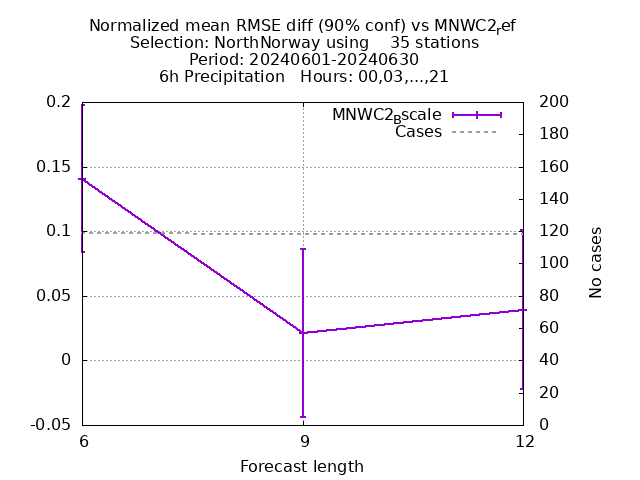 Normalized mean RMSE diff (90% conf) vs MNWC2ref
Selection: NorthNorway using    35 stations
Period: 20240601-20240630
6h Precipitation   Hours: 00,03,...,21
0.2
0.15
0.1
0.05
0
-0.05
MNWC2Bscale
Cases
200
180
160
140
120
100
80
60
40
20
0
No cases
6
9
12
Forecast length